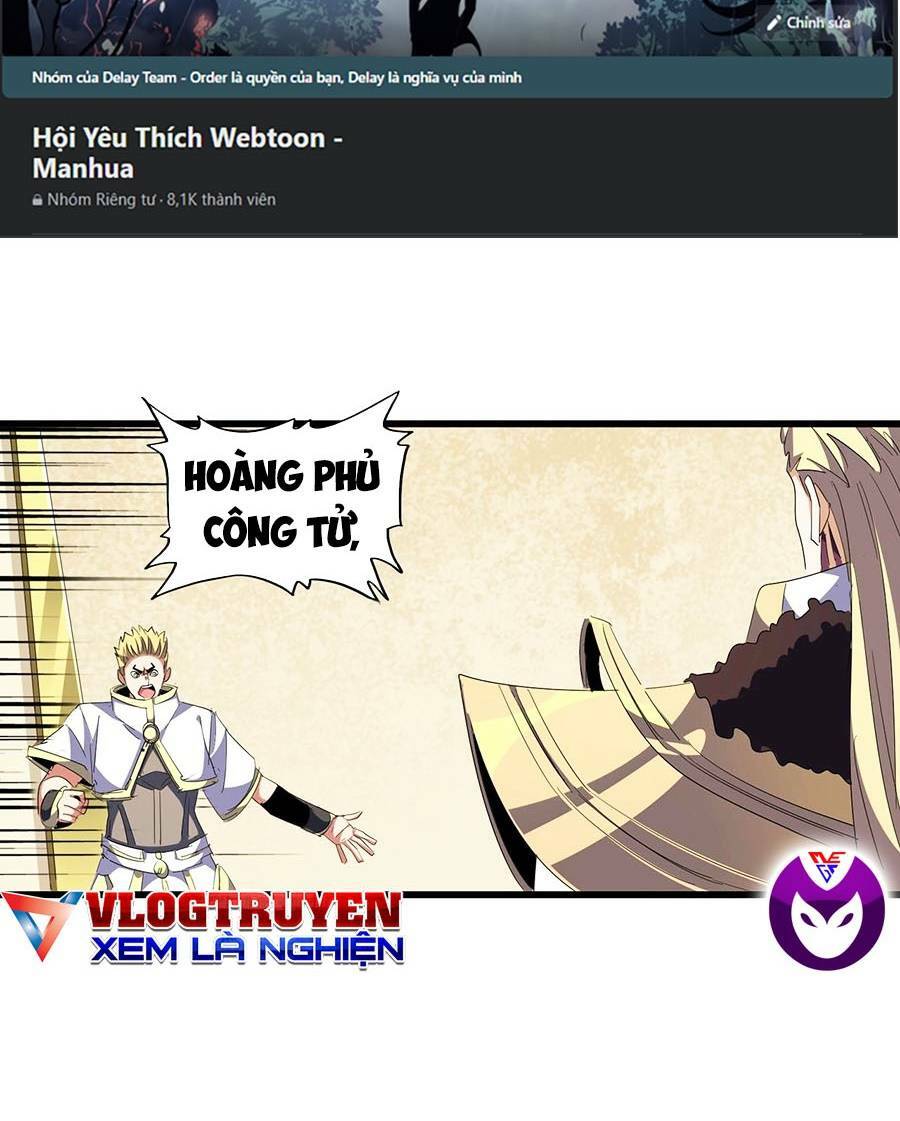 Chỉnh sửa
Nhóm của Delay Team - Order là quyền của bạn, Delay là nghĩa vụ của mình
Hội Yêu Thích Webtoon -
Manhua
Nhóm Riêng tư · 8,1K thành viên
HOÀNG PHỦ
CÔNG TỬ,
VLOGTRUYEN
XEM LÀ NGHIỆN